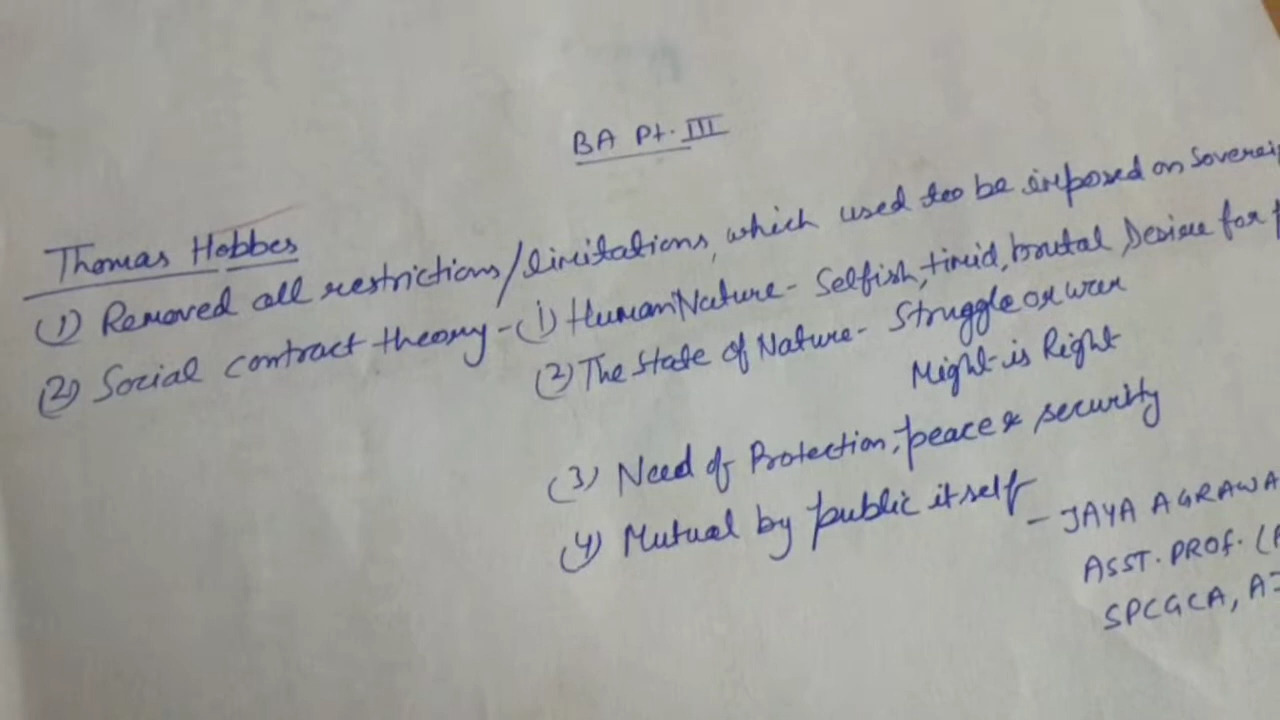 BA Pt. III
Thomas Hobbes
(1) Removed all restrictions/limitations, which used too be imposed on Soverei
(2) Social contract theory - (1) Human Nature - Selfish, timid, brutal, Desire for
(2) The State of Nature - Struggle or war
Might is Right
(3) Need of Protection, peace & security
(4) Mutual by public itself
- JAYA AGRAWA
ASST. PROF. (
SPCGCA, A